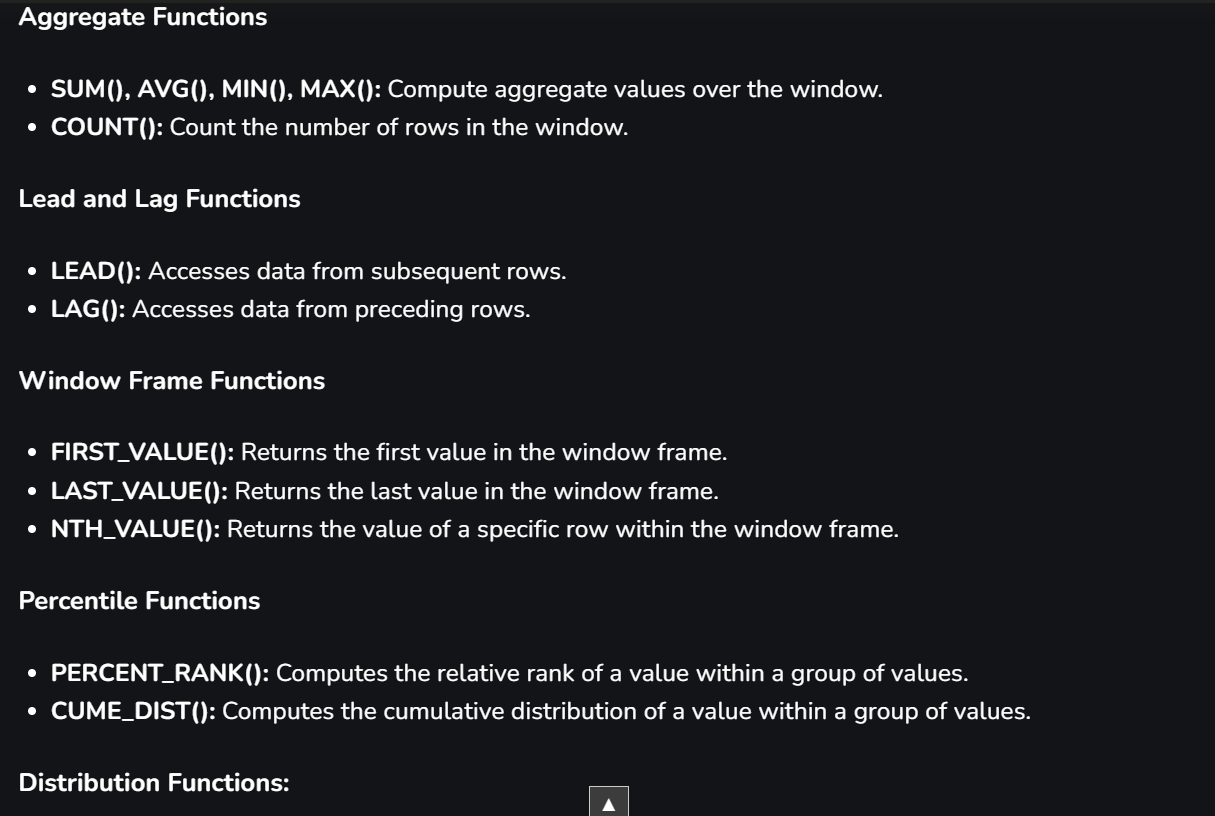 Aggregate Functions
• SUM(), AVG(), MIN(), MAX(): Compute aggregate values over the window.
• COUNT(): Count the number of rows in the window.
Lead and Lag Functions
• LEAD(): Accesses data from subsequent rows.
• LAG(): Accesses data from preceding rows.
Window Frame Functions
• FIRST_VALUE(): Returns the first value in the window frame.
• LAST_VALUE(): Returns the last value in the window frame.
• NTH_VALUE(): Returns the value of a specific row within the window frame.
Percentile Functions
• PERCENT_RANK(): Computes the relative rank of a value within a group of values.
• CUME_DIST(): Computes the cumulative distribution of a value within a group of values.
Distribution Functions: